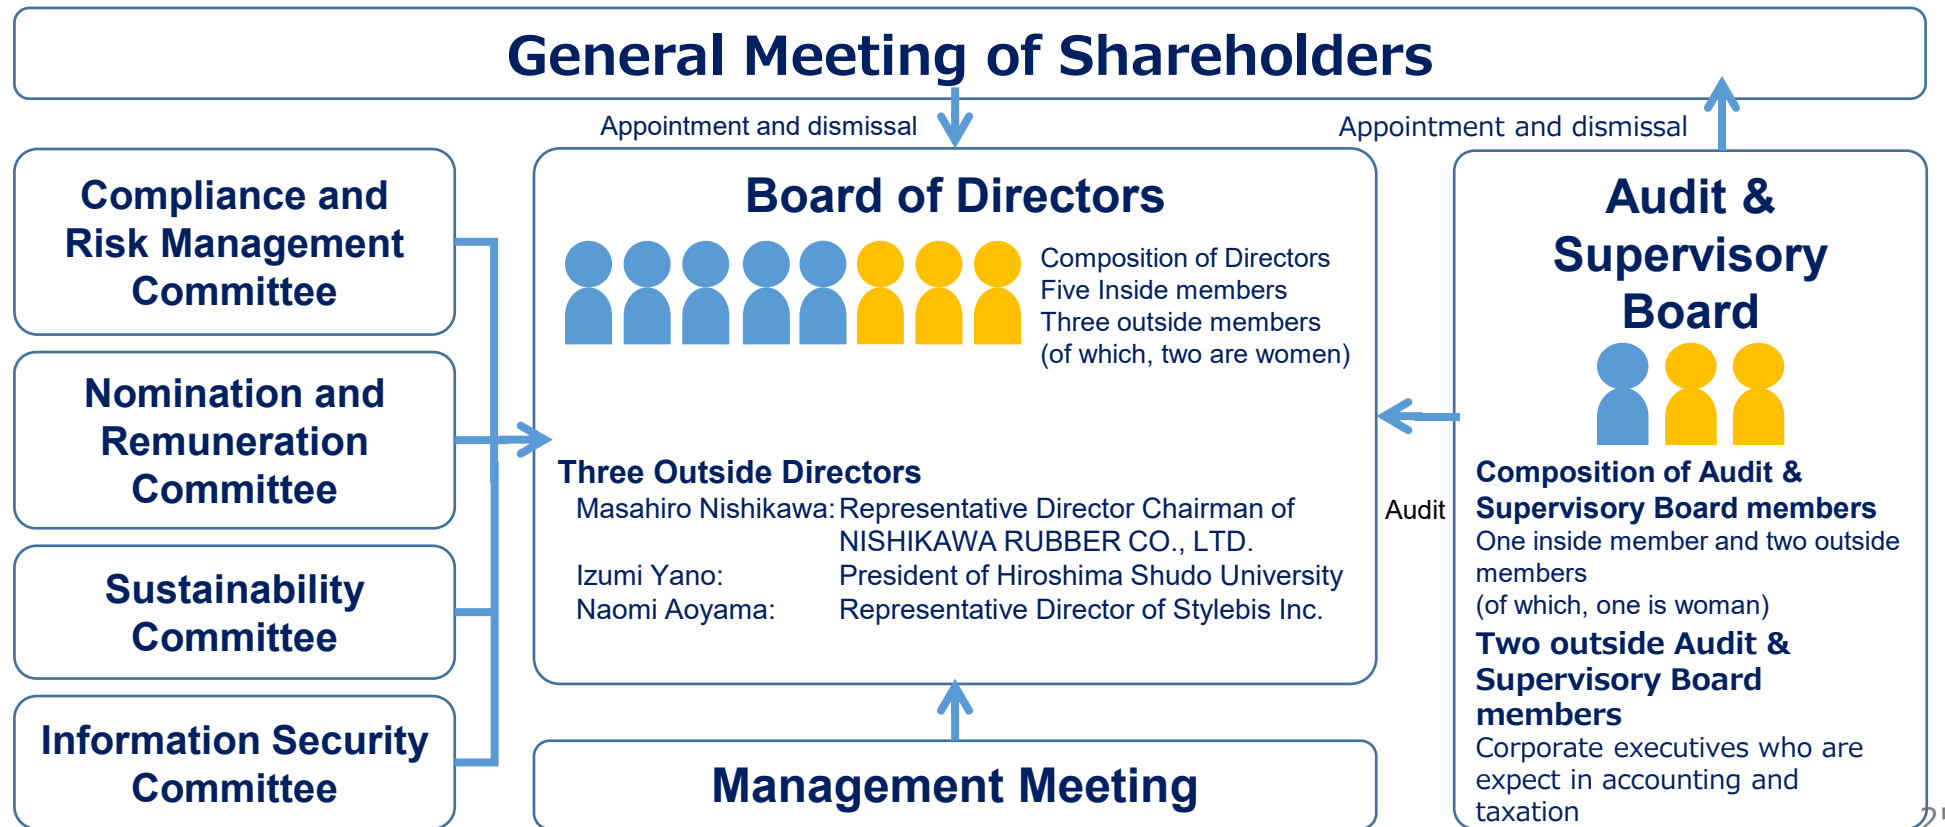 General Meeting of Shareholders
Appointment and dismissal
Appointment and dismissal
Compliance and
Risk Management
Committee
Nomination and
Remuneration
Committee
Sustainability
Committee
Information Security
Committee
Board of Directors
Composition of Directors
Five Inside members
Three outside members
(of which, two are women)
Three Outside Directors
Masahiro Nishikawa: Representative Director Chairman of
NISHIKAWA RUBBER CO., LTD.
Izumi Yano: President of Hiroshima Shudo University
Naomi Aoyama: Representative Director of Stylebis Inc.
Management Meeting
Audit
Audit &
Supervisory
Board
Composition of Audit &
Supervisory Board members
One inside member and two outside
members
(of which, one is woman)
Two outside Audit &
Supervisory Board
members
Corporate executives who are
expect in accounting and
taxation